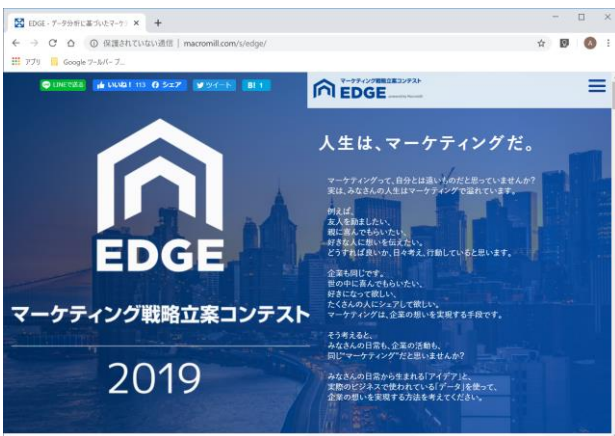 EDGE - データ分析に基づいたマーケ
保護されていない通信 | macromill.com/s/edge/
アプリ Google ツールバー ブ...
LINEで送る いいね! 113 シェア ツイート B! 1
マーケティング戦略立案コンテスト
EDGE
人生は、マーケティングだ。
マーケティングって、自分とは遠いものだと思っていませんか?
実は、みなさんの人生はマーケティングで溢れています。
例えば、
友人を励ましたい、
親に喜んでもらいたい、
好きな人に想いを伝えたい。
どうすれば良いか、日々考え、行動していると思います。
企業も同じです。
世の中に喜んでもらいたい、
好きになって欲しい、
たくさんの人にシェアして欲しい。
マーケティングは、企業の想いを実現する手段です。
そう考えると、
みなさんの日常も、企業の活動も、
同じ"マーケティング"だと思いませんか?
みなさんの日常から生まれる「アイデア」と、
実際のビジネスで使われている「データ」を使って、
企業の想いを実現する方法を考えてください。
EDGE
マーケティング戦略立案コンテスト
2019